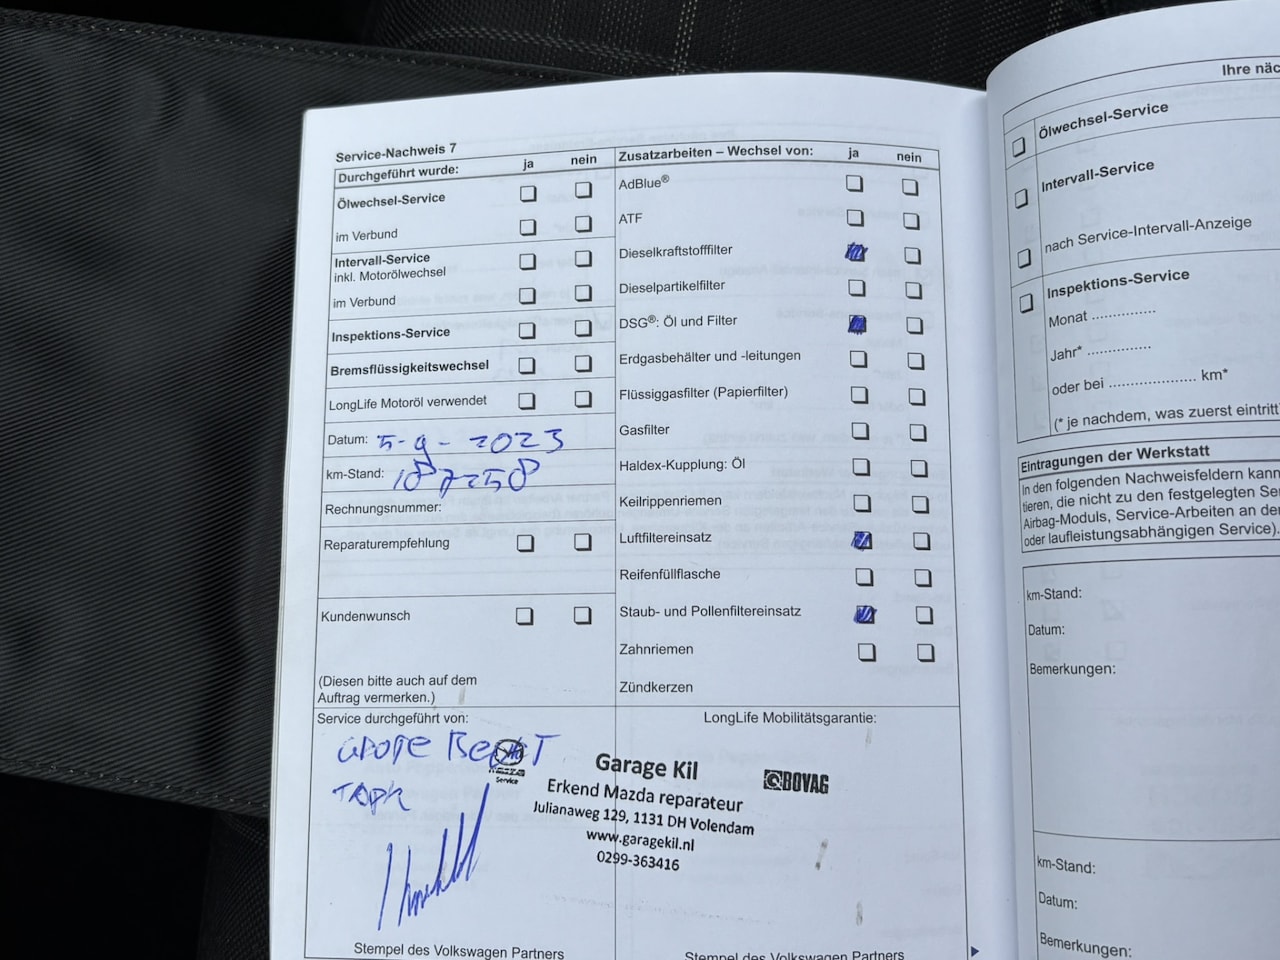 Service-Nachweis 7
Durchgeführt wurde: ja nein
Ölwechsel-Service
im Verbund
Intervall-Service
inkl. Motorölwechsel
im Verbund
Inspektions-Service
Bremsflüssigkeitswechsel
LongLife Motoröl verwendet
Datum: 5-9-2023
km-Stand: 187258
Rechnungsnummer:
Reparaturempfehlung
Kundenwunsch
(Diesen bitte auch auf dem
Auftrag vermerken.)
Zusatzarbeiten – Wechsel von: ja nein
AdBlue®
ATF
Dieselkraftstofffilter
Dieselpartikelfilter
DSG®: Öl und Filter
Erdgasbehälter und -leitungen
Flüssiggasfilter (Papierfilter)
Gasfilter
Haldex-Kupplung: Öl
Keilrippenriemen
Luftfiltereinsatz
Reifenfüllflasche
Staub- und Pollenfiltereinsatz
Zahnriemen
Zündkerzen
Service durchgeführt von:
GROTE BEURT
Service
LongLife Mobilitätsgarantie:
Garage Kil
BOVAG
Erkend Mazda reparateur
Julianaweg 129, 1131 DH Volendam
www.garagekil.nl
0299-363416
Stempel des Volkswagen Partners
Stempel des Volkswagen Partners
Ihre näc
Ölwechsel-Service
Intervall-Service
nach Service-Intervall-Anzeige
Inspektions-Service
Monat ..............
Jahr* ..............
oder bei ................... km*
(* je nachdem, was zuerst eintritt
Eintragungen der Werkstatt
In den folgenden Nachweisfeldern kann
tieren, die nicht zu den festgelegten Se
Airbag-Moduls, Service-Arbeiten an de
oder laufleistungsabhängigen Service).
km-Stand:
Datum:
Bemerkungen:
km-Stand:
Datum:
Bemerkungen: